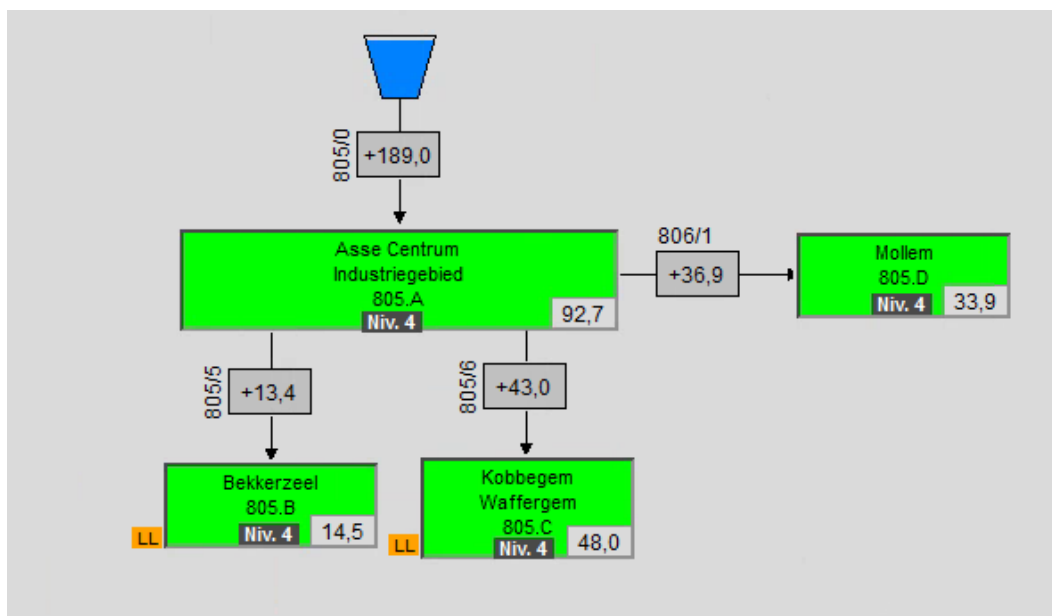 805/0
+189,0
Asse Centrum
Industriegebied
805.A
Niv. 4
92,7
806/1
+36,9
Mollem
805.D
Niv. 4
33,9
805/5
+13,4
805/6
+43,0
Bekkerzeel
805.B
Niv. 4
14,5
LL
Kobbegem
Waffergem
805.C
Niv. 4
48,0
LL